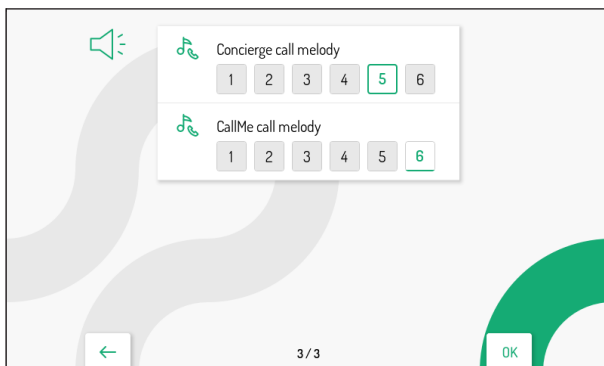 Concierge call melody
1 2 3 4 5 6
CallMe call melody
1 2 3 4 5 6
3 / 3
OK